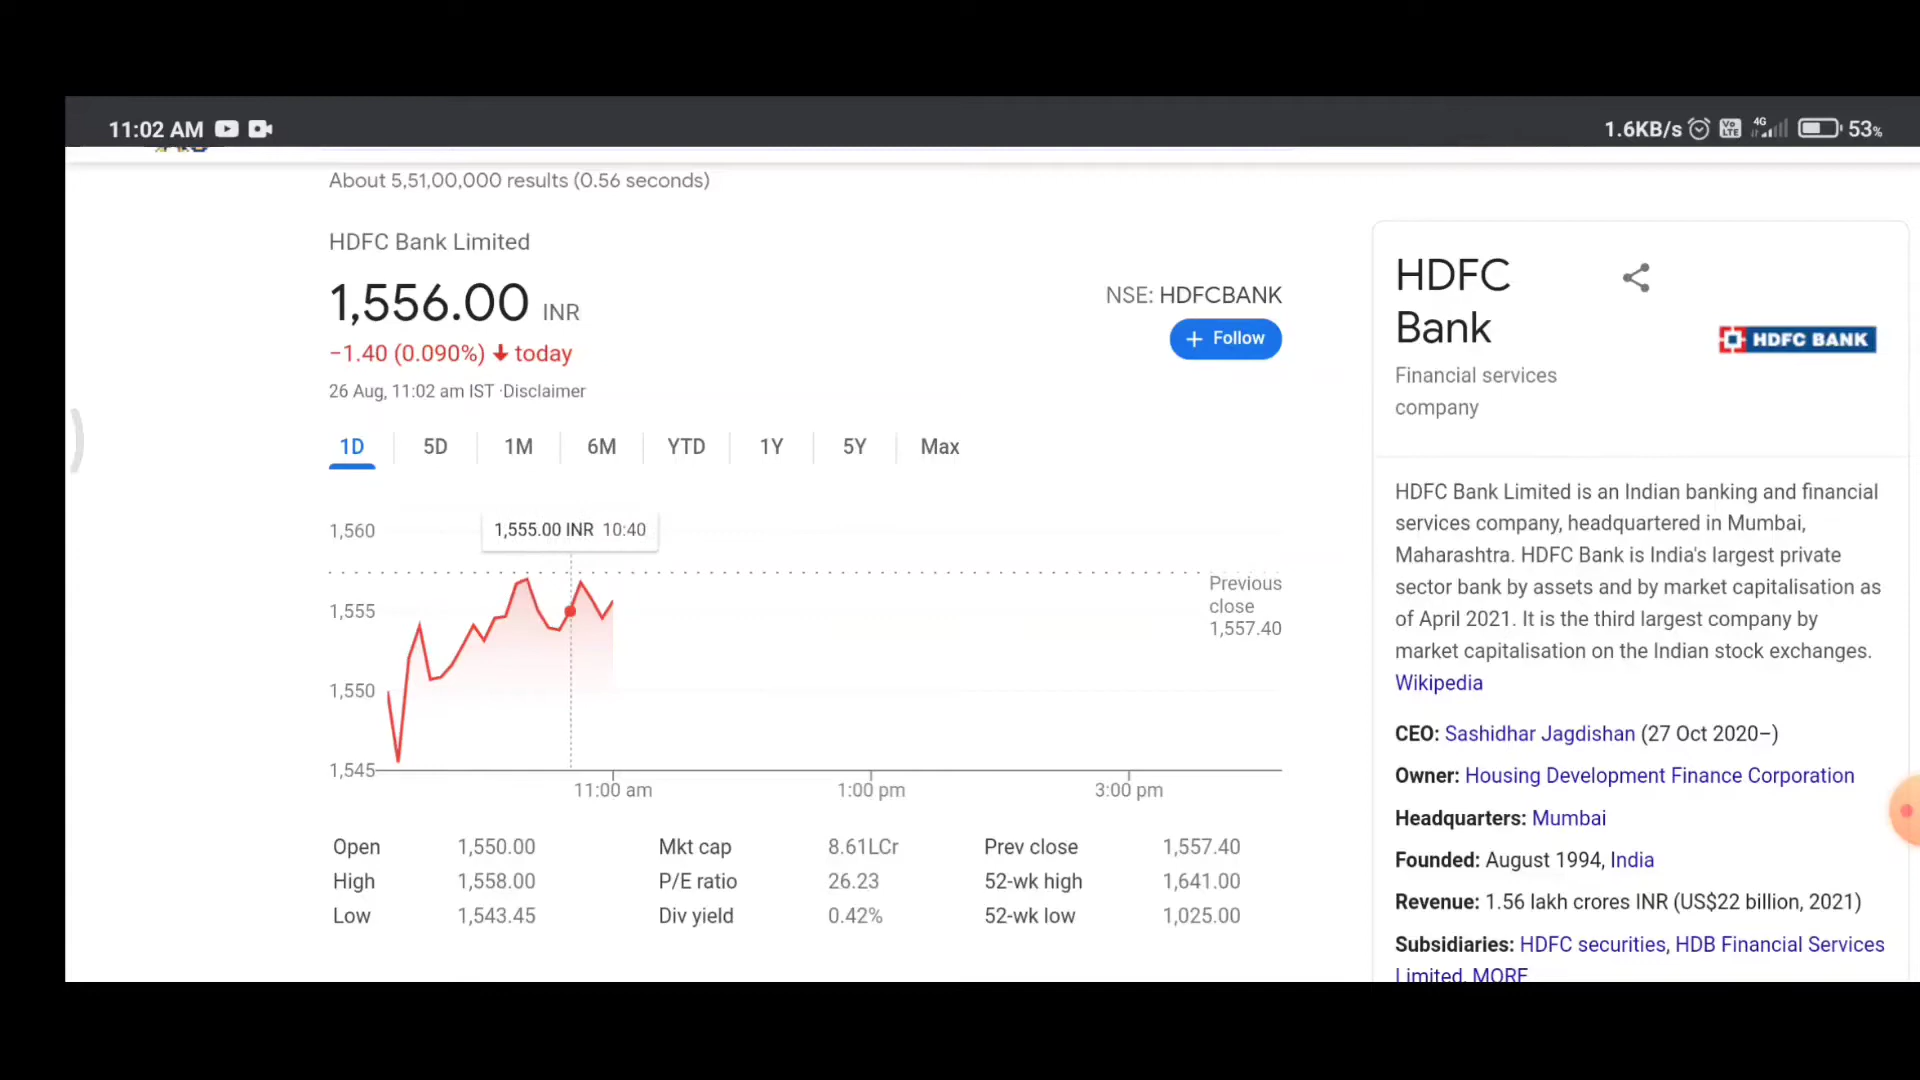 11:02 AM
1.6KB/s Vo LTE 4G 53%
About 5,51,00,000 results (0.56 seconds)
HDFC Bank Limited
1,556.00 INR
−1.40 (0.090%) today
26 Aug, 11:02 am IST ·Disclaimer
NSE: HDFCBANK
+ Follow
1D 5D 1M 6M YTD 1Y 5Y Max
1,555.00 INR 10:40
1,560
1,555
1,550
1,545
Previous
close
1,557.40
11:00 am 1:00 pm 3:00 pm
Open 1,550.00 Mkt cap 8.61LCr Prev close 1,557.40
High 1,558.00 P/E ratio 26.23 52-wk high 1,641.00
Low 1,543.45 Div yield 0.42% 52-wk low 1,025.00
HDFC
Bank
HDFC BANK
Financial services
company
HDFC Bank Limited is an Indian banking and financial
services company, headquartered in Mumbai,
Maharashtra. HDFC Bank is India's largest private
sector bank by assets and by market capitalisation as
of April 2021. It is the third largest company by
market capitalisation on the Indian stock exchanges.
Wikipedia
CEO: Sashidhar Jagdishan (27 Oct 2020–)
Owner: Housing Development Finance Corporation
Headquarters: Mumbai
Founded: August 1994, India
Revenue: 1.56 lakh crores INR (US$22 billion, 2021)
Subsidiaries: HDFC securities, HDB Financial Services
Limited, MORE